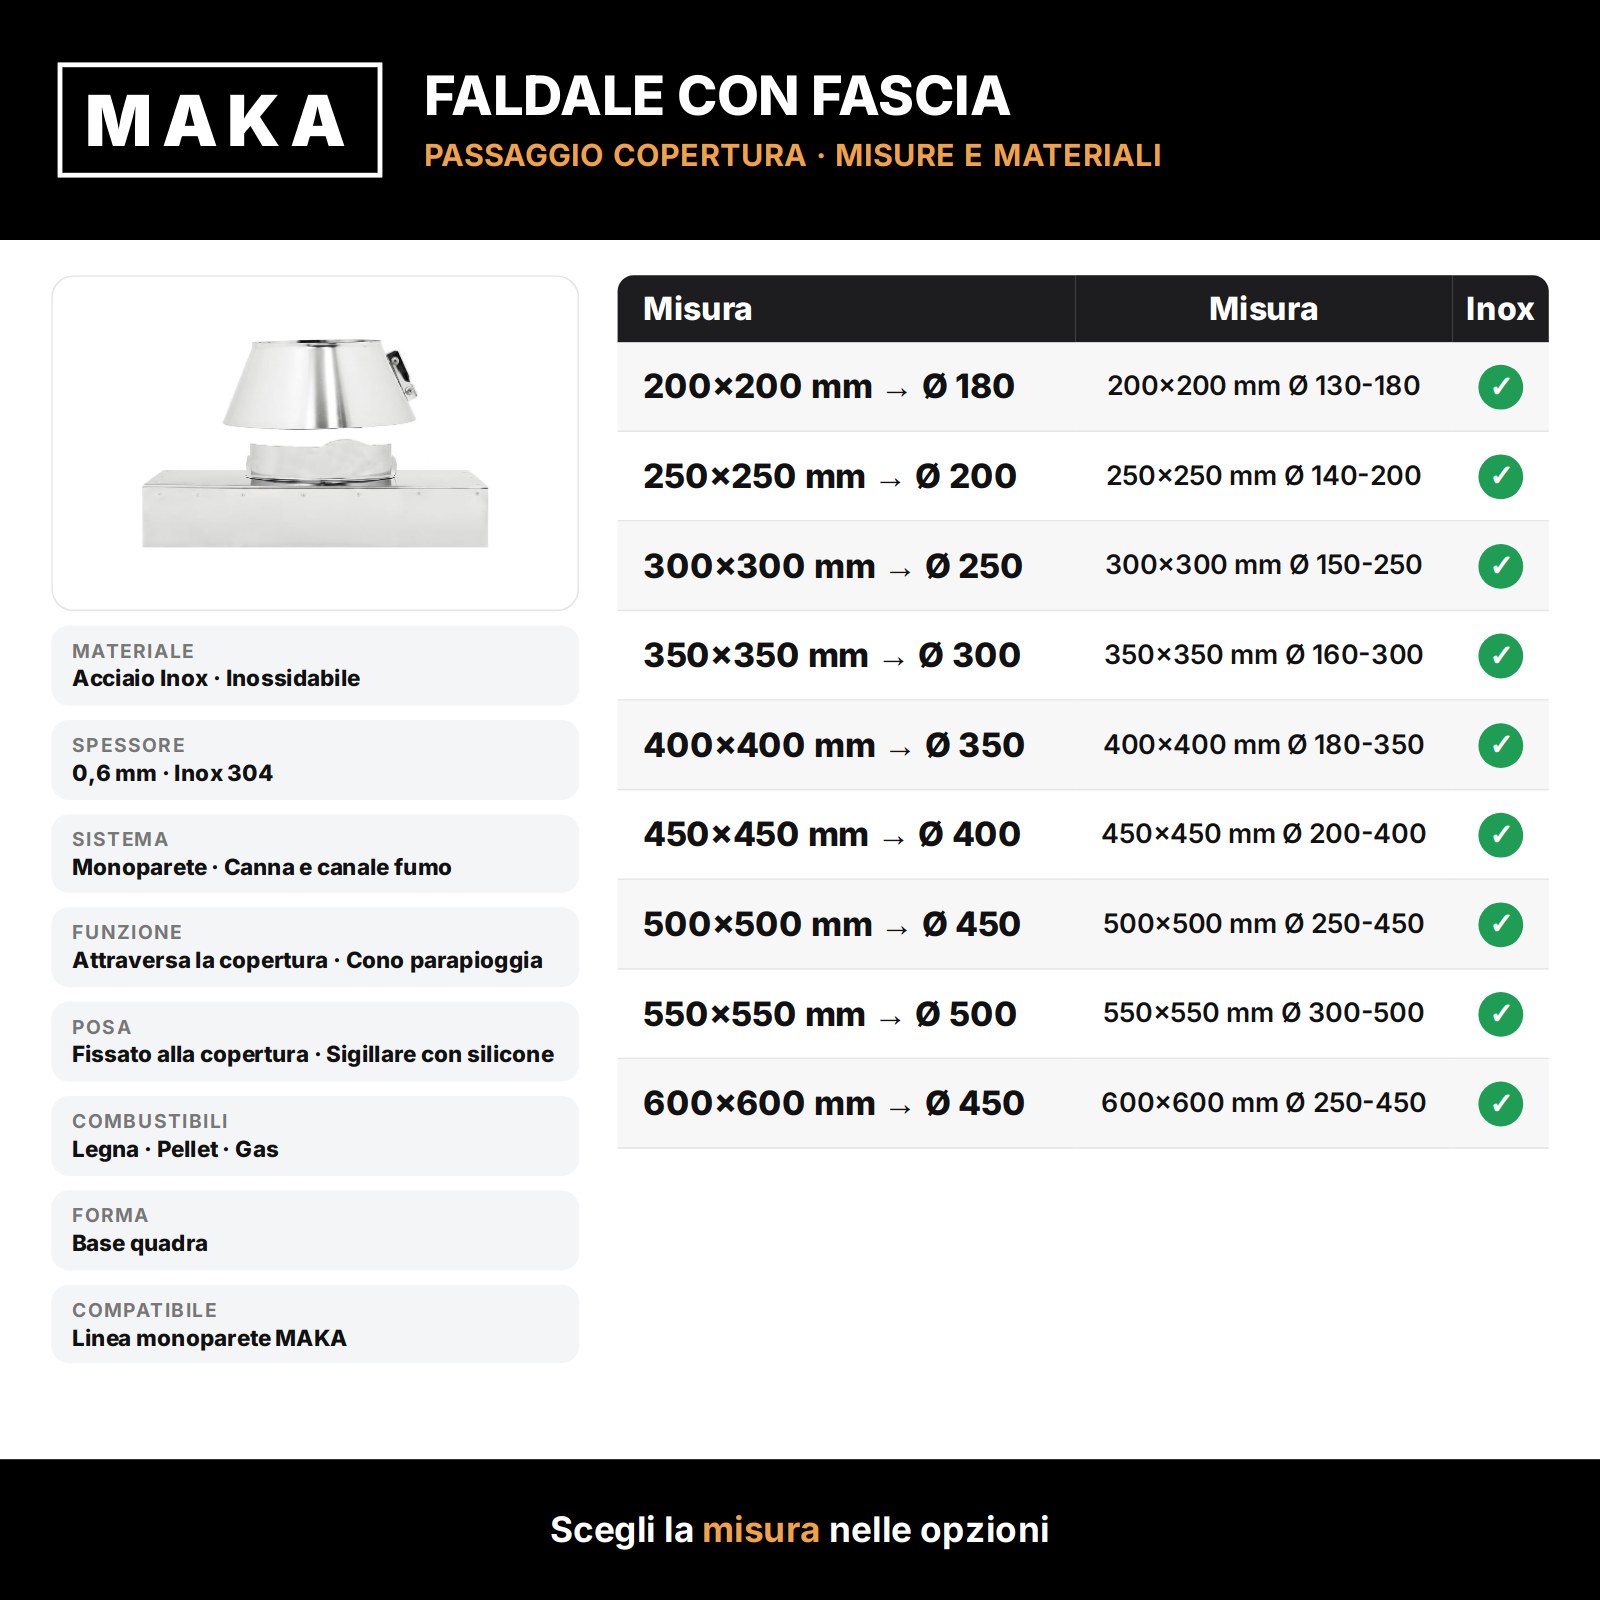 MAKA
FALDALE CON FASCIA
PASSAGGIO COPERTURA · MISURE E MATERIALI
MATERIALE
Acciaio Inox · Inossidabile
SPESSORE
0,6 mm · Inox 304
SISTEMA
Monoparete · Canna e canale fumo
FUNZIONE
Attraversa la copertura · Cono parapioggia
POSA
Fissato alla copertura · Sigillare con silicone
COMBUSTIBILI
Legna · Pellet · Gas
FORMA
Base quadra
COMPATIBILE
Linea monoparete MAKA
Misura Misura Inox
200×200 mm → Ø 180 200×200 mm Ø 130-180 ✓
250×250 mm → Ø 200 250×250 mm Ø 140-200 ✓
300×300 mm → Ø 250 300×300 mm Ø 150-250 ✓
350×350 mm → Ø 300 350×350 mm Ø 160-300 ✓
400×400 mm → Ø 350 400×400 mm Ø 180-350 ✓
450×450 mm → Ø 400 450×450 mm Ø 200-400 ✓
500×500 mm → Ø 450 500×500 mm Ø 250-450 ✓
550×550 mm → Ø 500 550×550 mm Ø 300-500 ✓
600×600 mm → Ø 450 600×600 mm Ø 250-450 ✓
Scegli la misura nelle opzioni